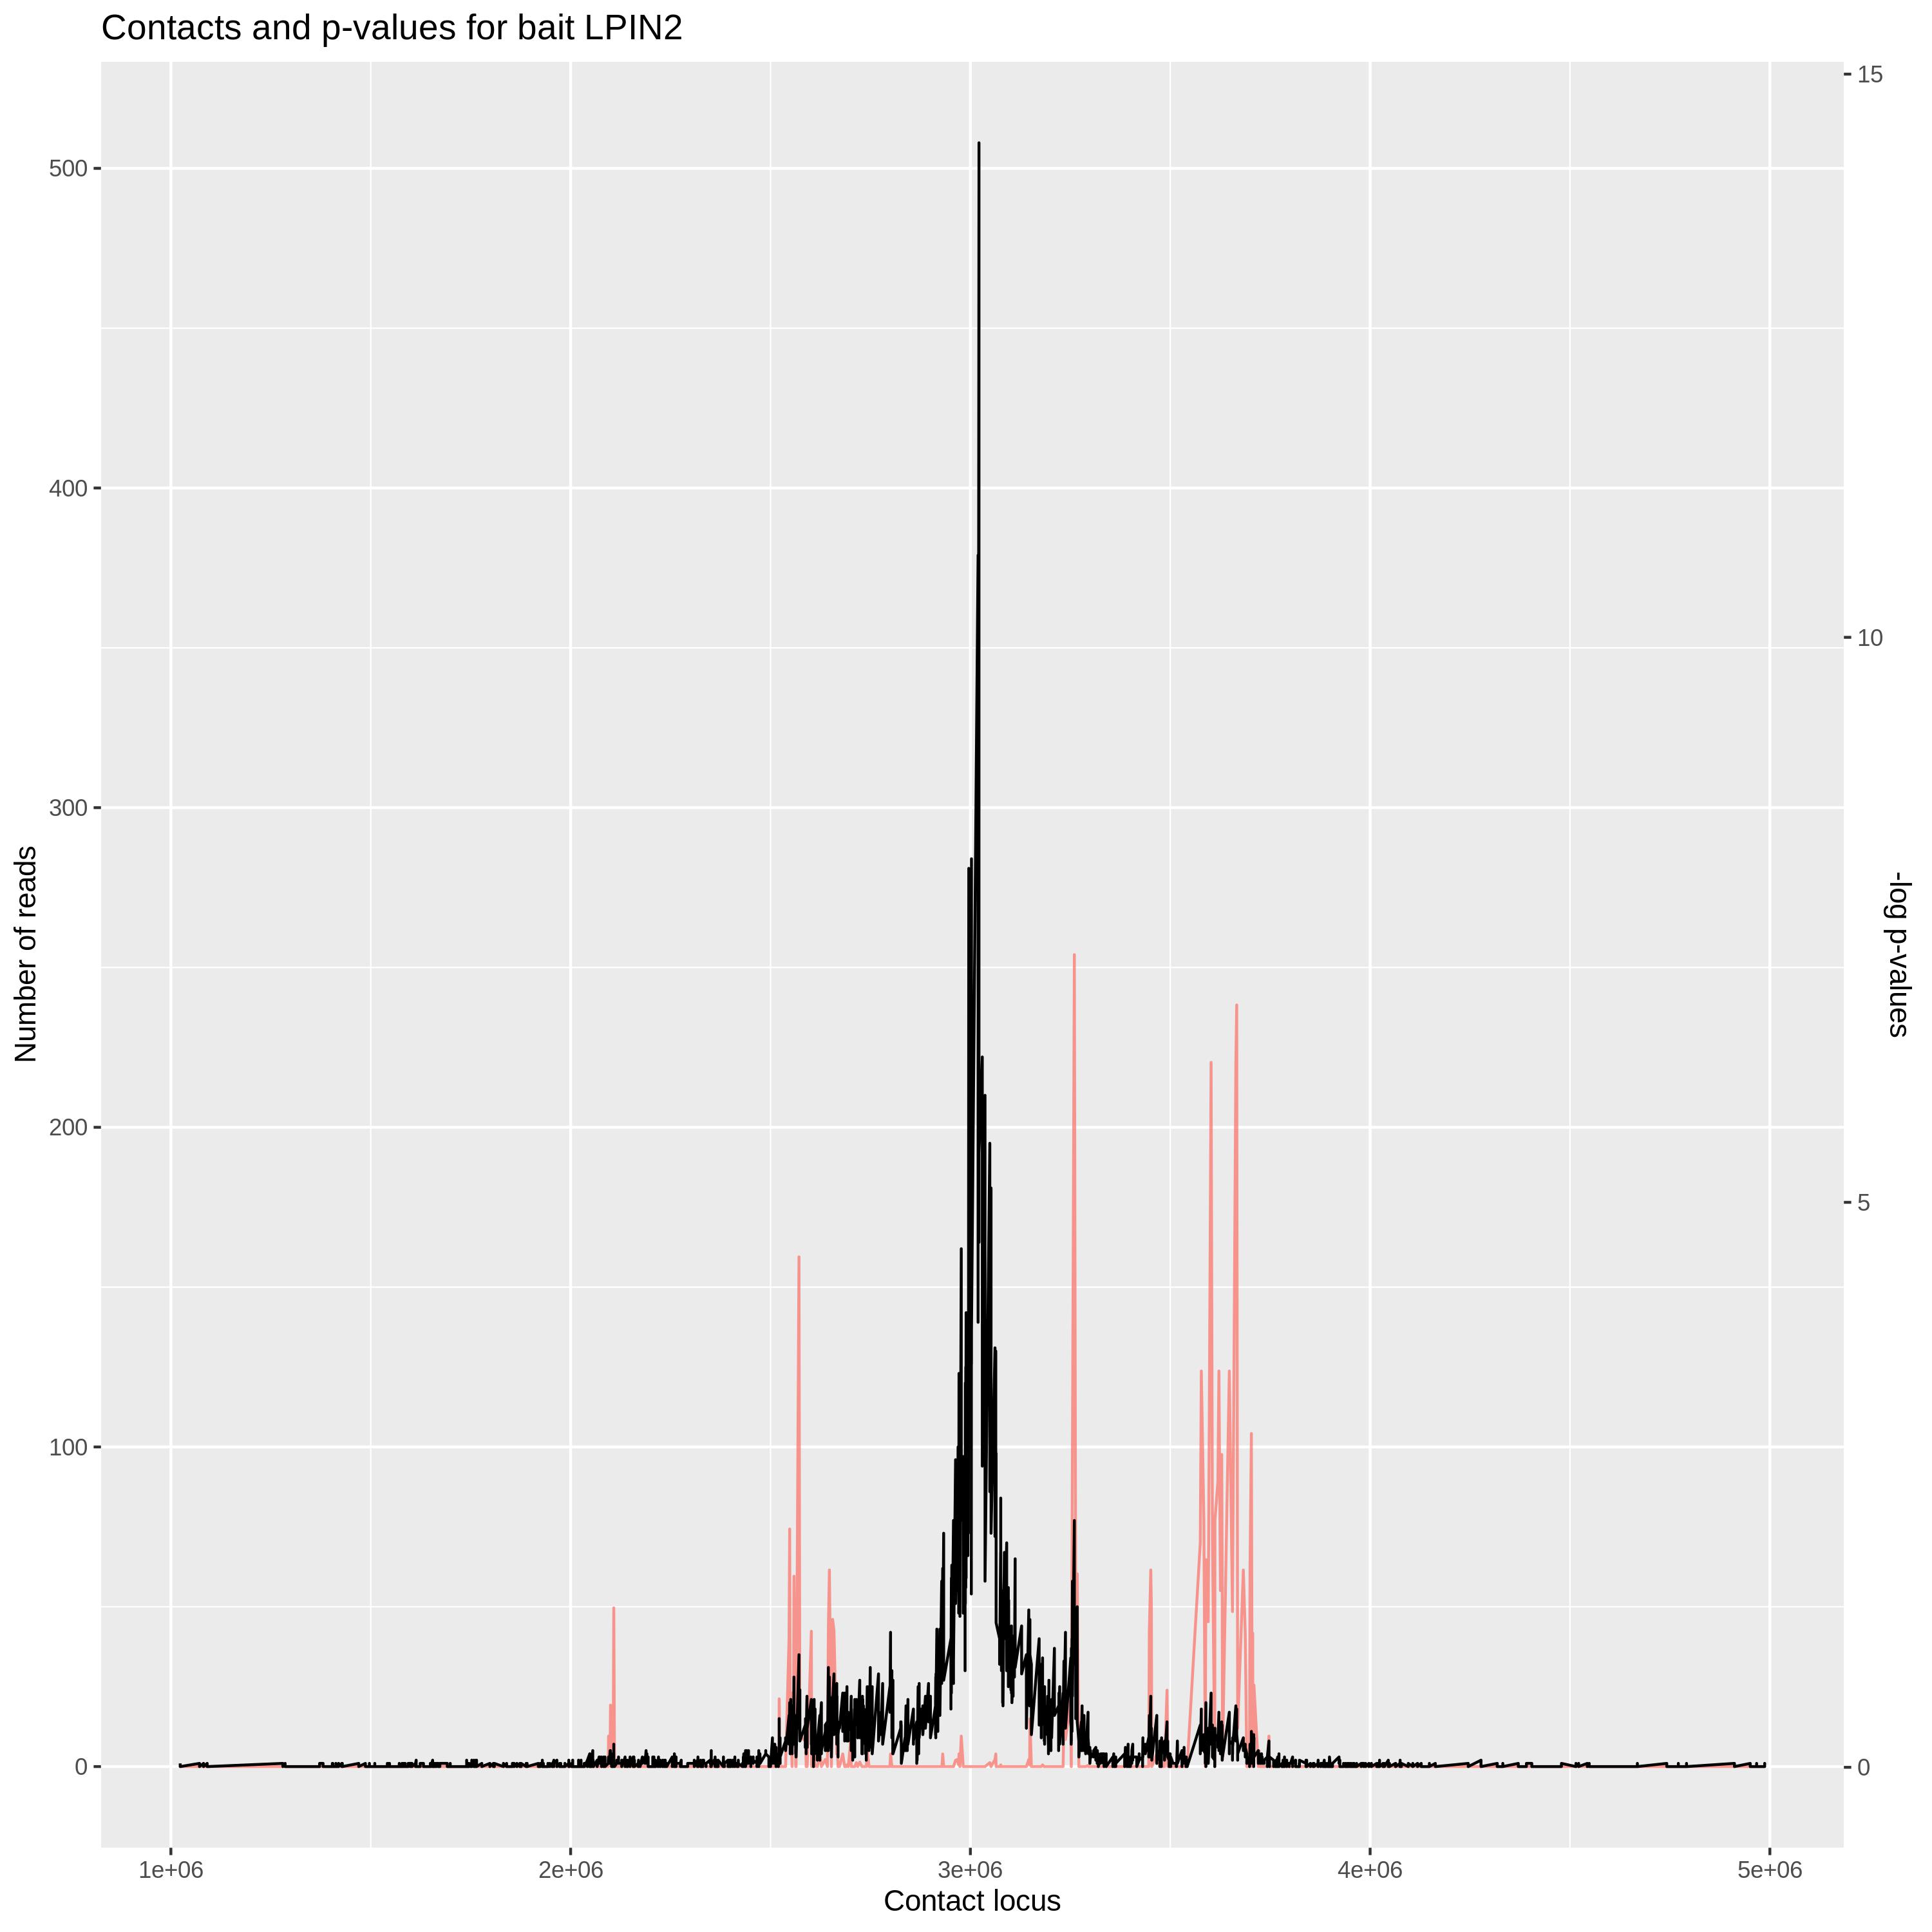 Contacts and p-values for bait LPIN2
15
500
400
10
300
Number of reads
-log p-values
200
5
100
0
0
1e+06
2e+06
3e+06
4e+06
5e+06
Contact locus